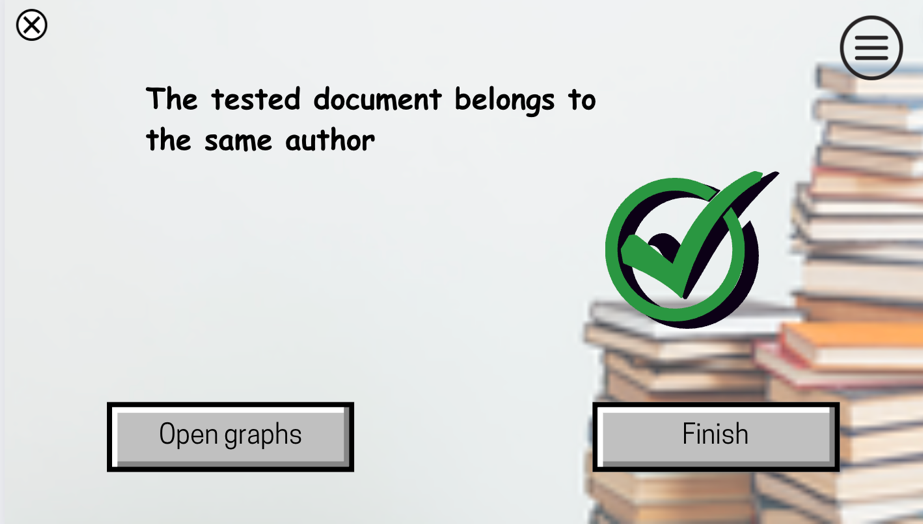 The tested document belongs to
the same author
Open graphs
Finish